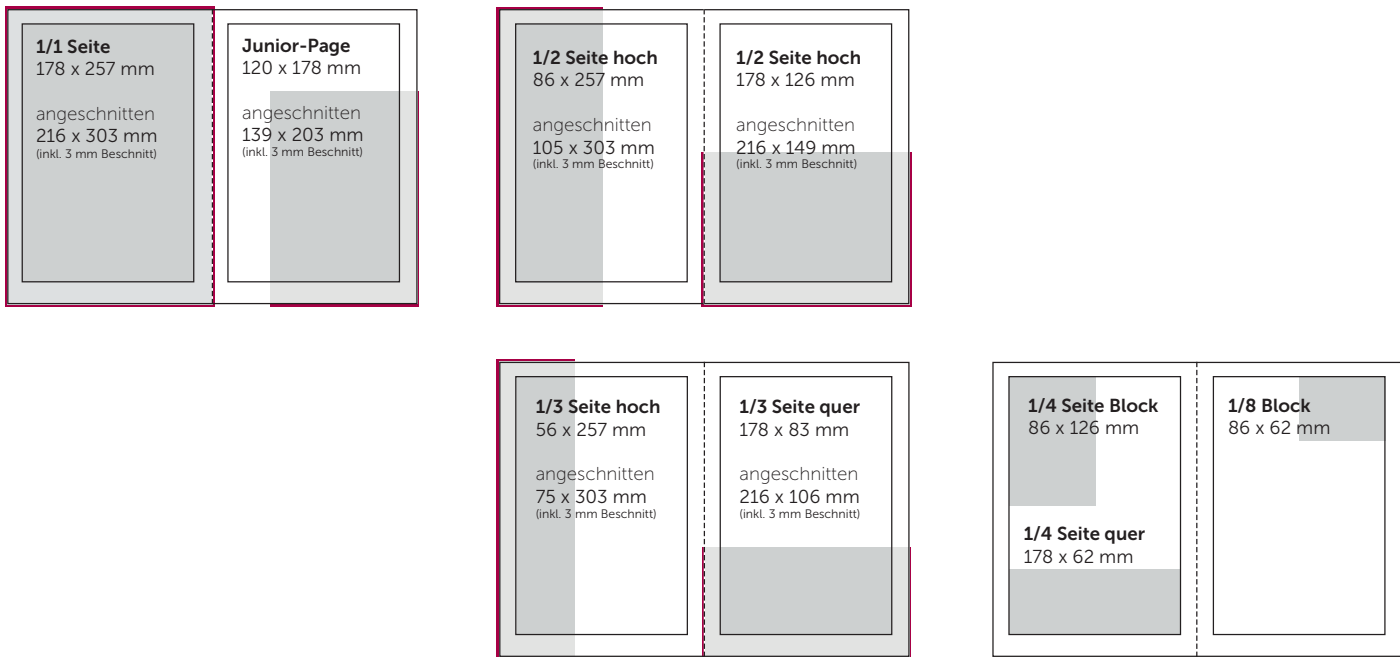 1/1 Seite
178 x 257 mm
angeschnitten
216 x 303 mm
(inkl. 3 mm Beschnitt)
Junior-Page
120 x 178 mm
angeschnitten
139 x 203 mm
(inkl. 3 mm Beschnitt)
1/2 Seite hoch
86 x 257 mm
angeschnitten
105 x 303 mm
(inkl. 3 mm Beschnitt)
1/2 Seite hoch
178 x 126 mm
angeschnitten
216 x 149 mm
(inkl. 3 mm Beschnitt)
1/3 Seite hoch
56 x 257 mm
angeschnitten
75 x 303 mm
(inkl. 3 mm Beschnitt)
1/3 Seite quer
178 x 83 mm
angeschnitten
216 x 106 mm
(inkl. 3 mm Beschnitt)
1/4 Seite Block
86 x 126 mm
1/4 Seite quer
178 x 62 mm
1/8 Block
86 x 62 mm